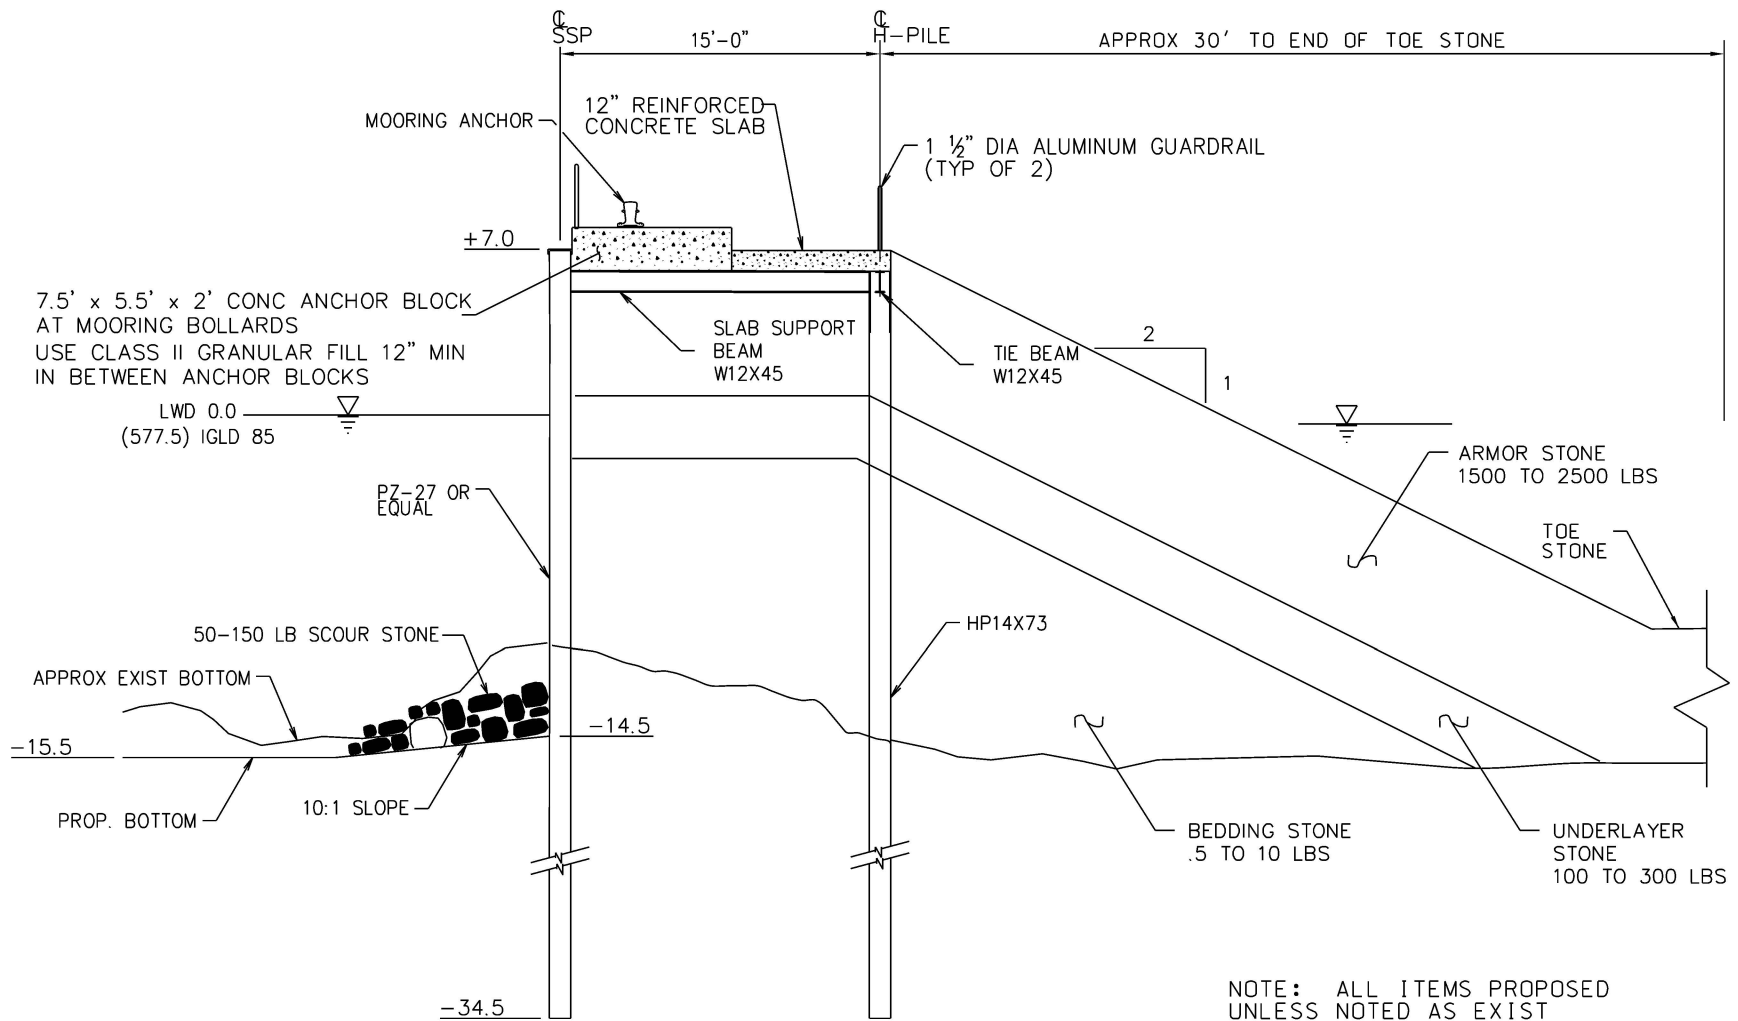 ℄
SSP
15'-0"
℄
H-PILE
APPROX 30' TO END OF TOE STONE
MOORING ANCHOR
12" REINFORCED
CONCRETE SLAB
1 ½" DIA ALUMINUM GUARDRAIL
(TYP OF 2)
+7.0
7.5' x 5.5' x 2' CONC ANCHOR BLOCK
AT MOORING BOLLARDS
USE CLASS II GRANULAR FILL 12" MIN
IN BETWEEN ANCHOR BLOCKS
SLAB SUPPORT
BEAM
W12X45
TIE BEAM
W12X45
2
1
LWD 0.0
(577.5) IGLD 85
ARMOR STONE
1500 TO 2500 LBS
PZ-27 OR
EQUAL
TOE
STONE
50-150 LB SCOUR STONE
HP14X73
APPROX EXIST BOTTOM
-14.5
-15.5
10:1 SLOPE
PROP. BOTTOM
BEDDING STONE
.5 TO 10 LBS
UNDERLAYER
STONE
100 TO 300 LBS
-34.5
NOTE: ALL ITEMS PROPOSED
UNLESS NOTED AS EXIST